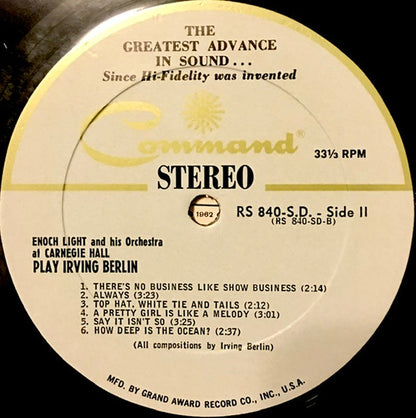 THE
GREATEST ADVANCE
IN SOUND...
Since Hi-Fidelity was invented
Command®
33⅓ RPM
STEREO
1962
RS 840-S.D. - Side II
(RS 840-SD-B)
ENOCH LIGHT and his Orchestra
at CARNEGIE HALL
PLAY IRVING BERLIN
1. THERE'S NO BUSINESS LIKE SHOW BUSINESS (2:14)
2. ALWAYS (3:23)
3. TOP HAT, WHITE TIE AND TAILS (2:12)
4. A PRETTY GIRL IS LIKE A MELODY (3:01)
5. SAY IT ISN'T SO (3:25)
6. HOW DEEP IS THE OCEAN? (2:37)
(All compositions by Irving Berlin)
MFD. BY GRAND AWARD RECORD CO., INC., U.S.A.